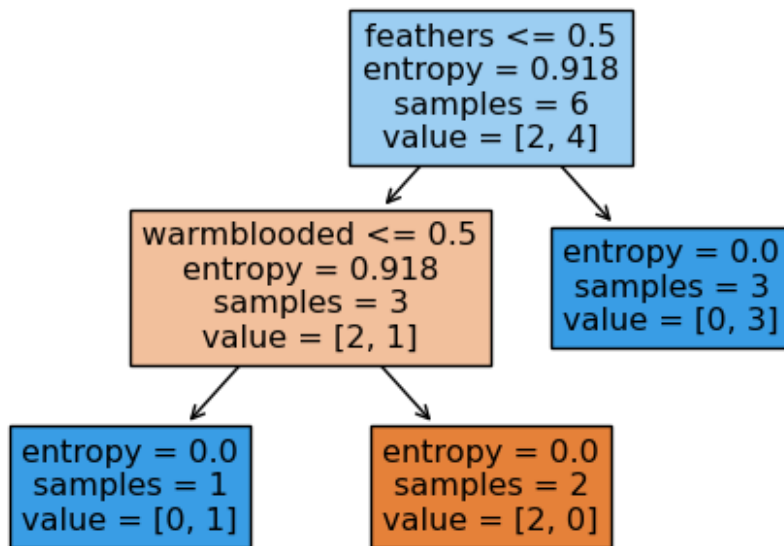 feathers <= 0.5
entropy = 0.918
samples = 6
value = [2, 4]
warmblooded <= 0.5
entropy = 0.918
samples = 3
value = [2, 1]
entropy = 0.0
samples = 3
value = [0, 3]
entropy = 0.0
samples = 1
value = [0, 1]
entropy = 0.0
samples = 2
value = [2, 0]